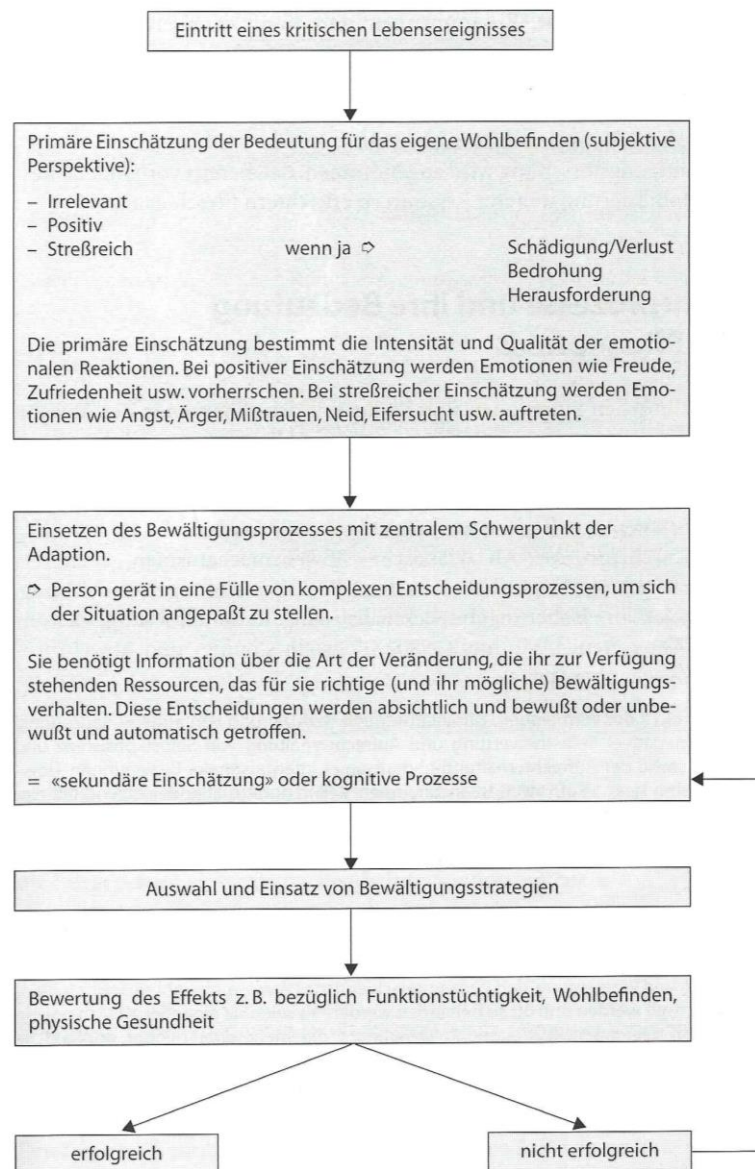 Eintritt eines kritischen Lebensereignisses
Primäre Einschätzung der Bedeutung für das eigene Wohlbefinden (subjektive
Perspektive):
– Irrelevant
– Positiv
– Streßreich wenn ja ➪ Schädigung/Verlust
Bedrohung
Herausforderung
Die primäre Einschätzung bestimmt die Intensität und Qualität der emotio-
nalen Reaktionen. Bei positiver Einschätzung werden Emotionen wie Freude,
Zufriedenheit usw. vorherrschen. Bei streßreicher Einschätzung werden Emo-
tionen wie Angst, Ärger, Mißtrauen, Neid, Eifersucht usw. auftreten.
Einsetzen des Bewältigungsprozesses mit zentralem Schwerpunkt der
Adaption.
➪ Person gerät in eine Fülle von komplexen Entscheidungsprozessen, um sich
der Situation angepaßt zu stellen.
Sie benötigt Information über die Art der Veränderung, die ihr zur Verfügung
stehenden Ressourcen, das für sie richtige (und ihr mögliche) Bewältigungs-
verhalten. Diese Entscheidungen werden absichtlich und bewußt oder unbe-
wußt und automatisch getroffen.
= «sekundäre Einschätzung» oder kognitive Prozesse
Auswahl und Einsatz von Bewältigungsstrategien
Bewertung des Effekts z. B. bezüglich Funktionstüchtigkeit, Wohlbefinden,
physische Gesundheit
erfolgreich
nicht erfolgreich